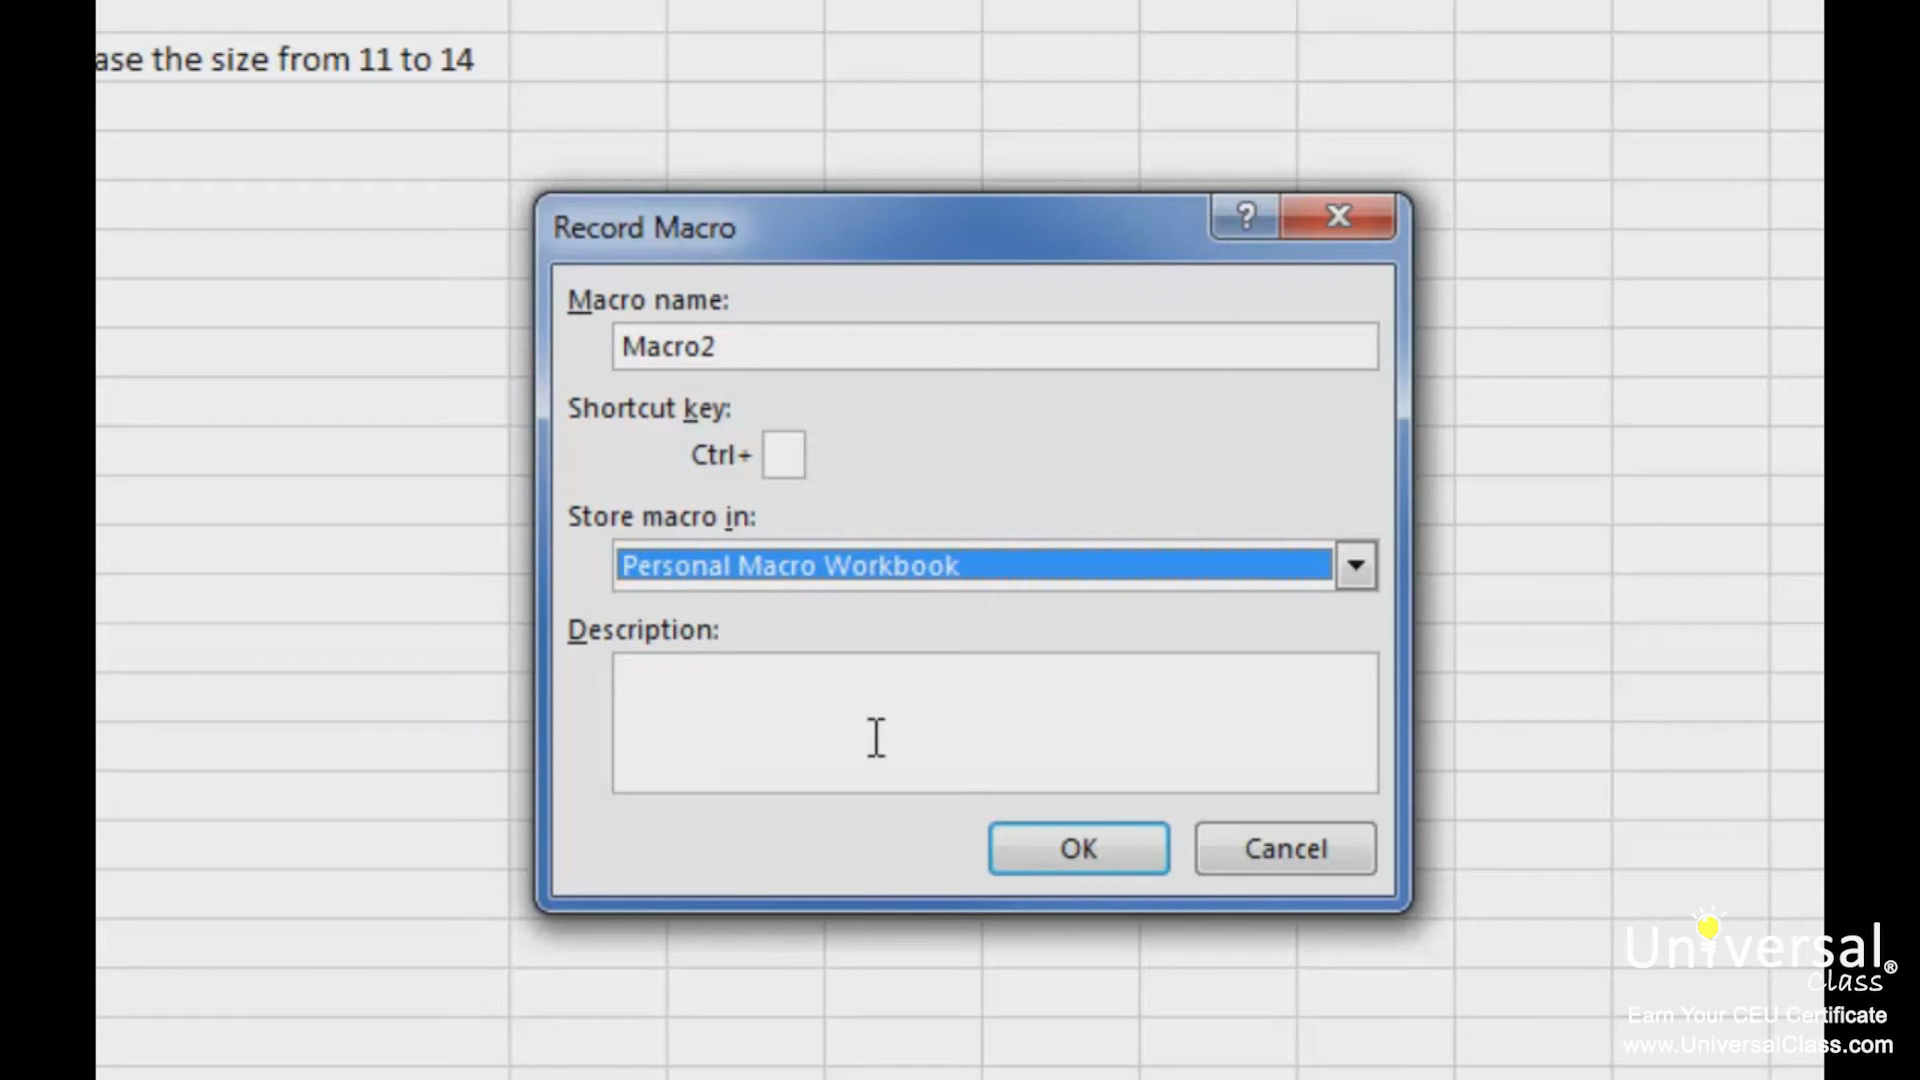 ase the size from 11 to 14
Record Macro
?
X
Macro name:
Macro2
Shortcut key:
Ctrl+
Store macro in:
Personal Macro Workbook
Description:
OK
Cancel
Universal®
Class
Earn Your CEU Certificate
www.UniversalClass.com